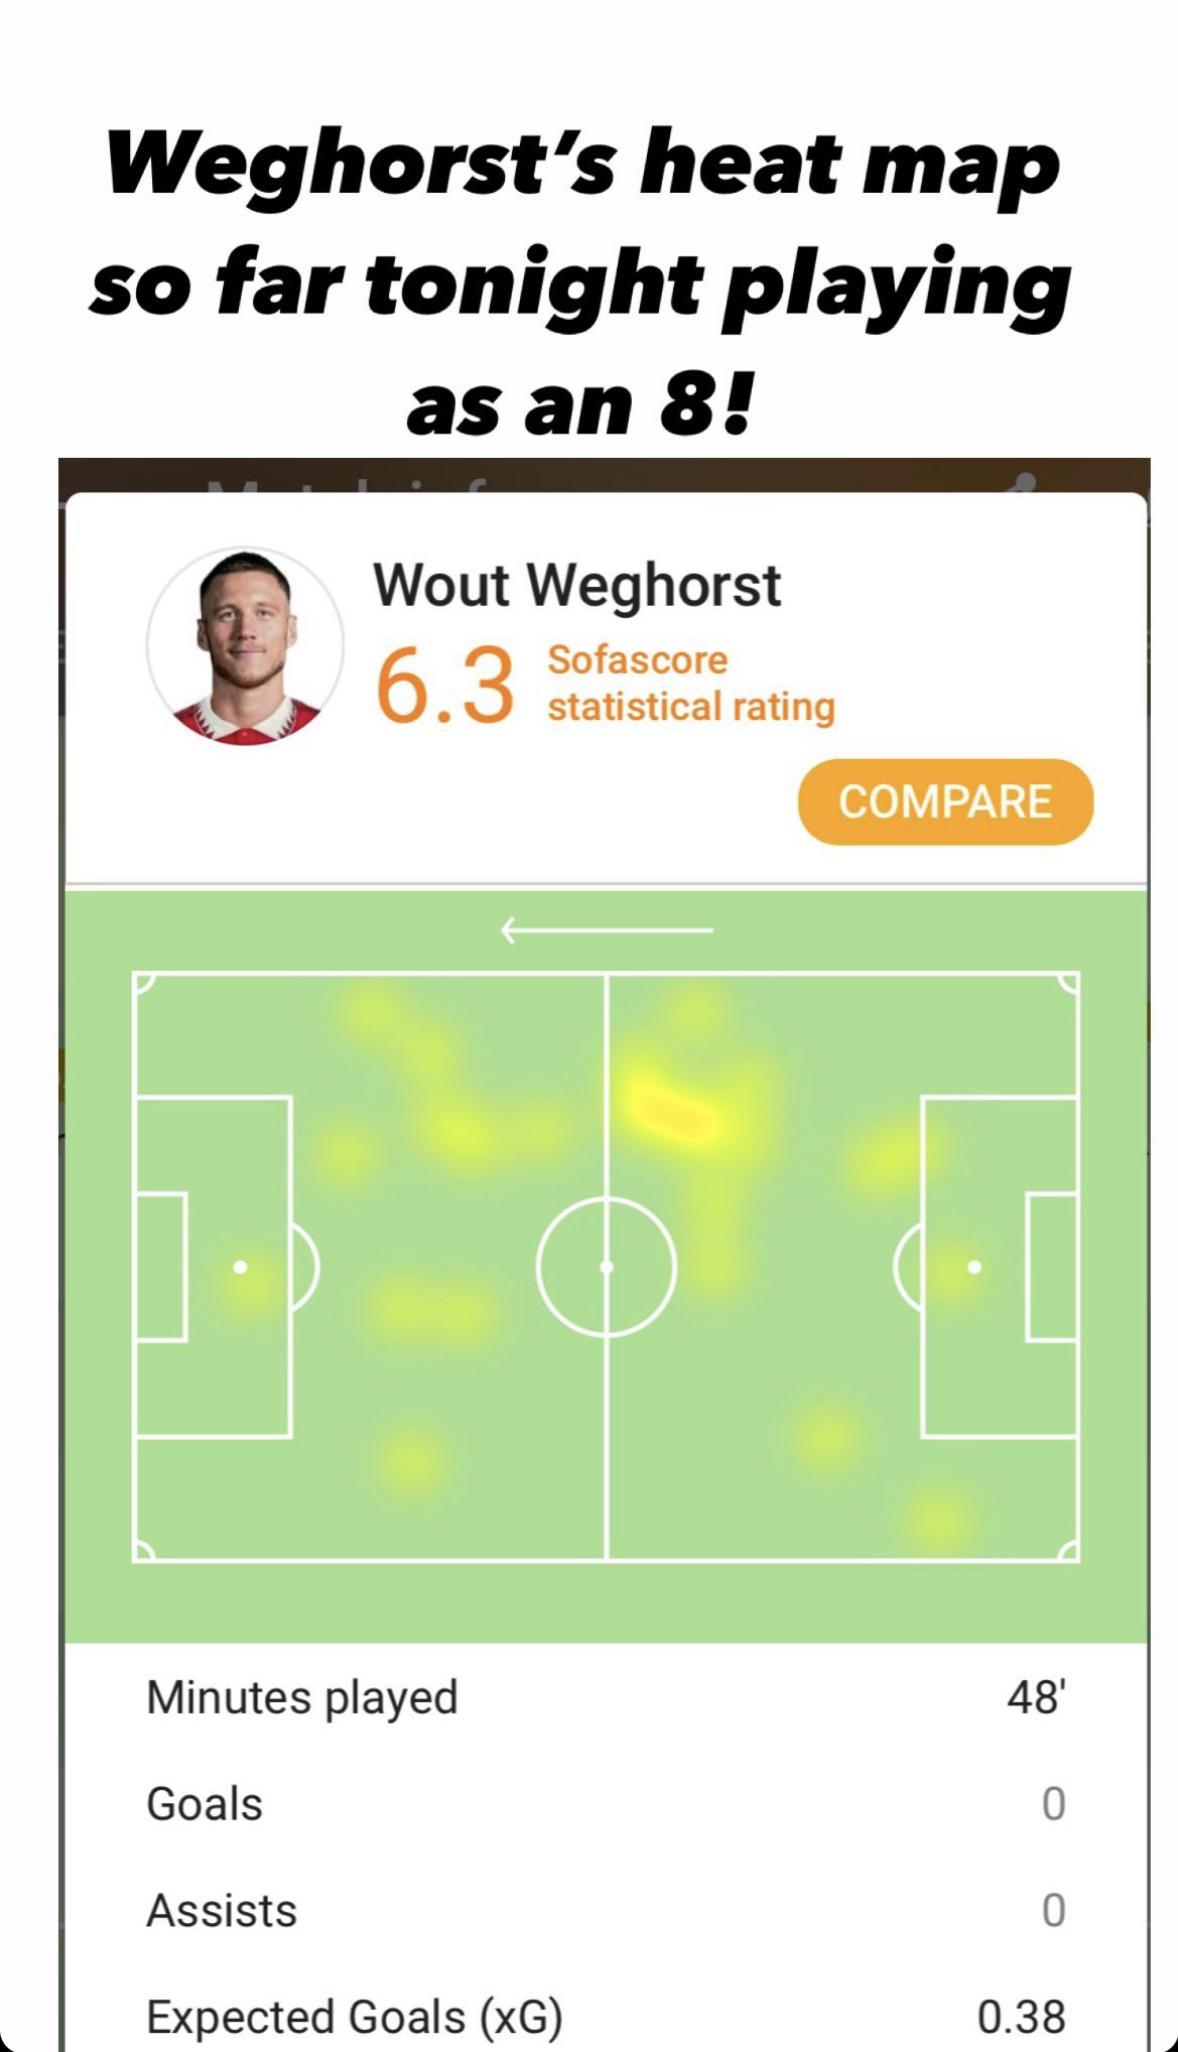 Weghorst’s heat map
so far tonight playing
as an 8!
Wout Weghorst
6.3
Sofascore
statistical rating
COMPARE
Minutes played 48'
Goals 0
Assists 0
Expected Goals (xG) 0.38